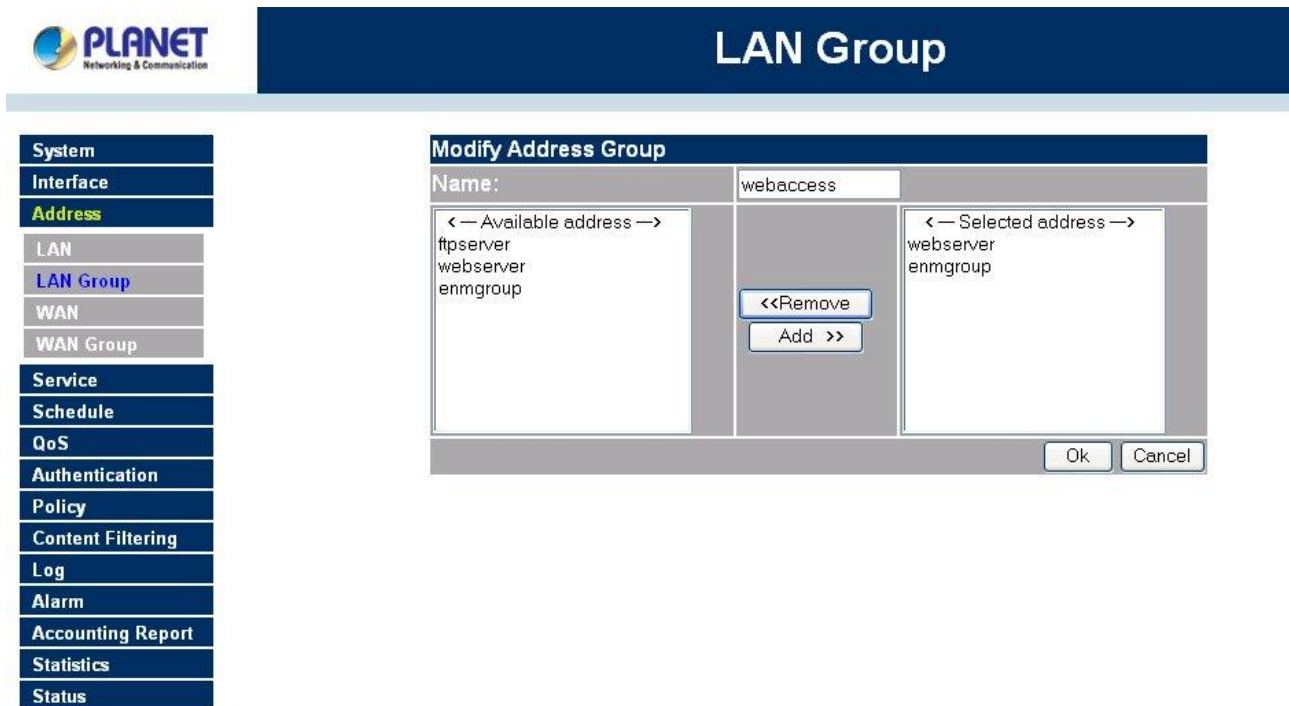 PLANET
Networking & Communication
LAN Group
System
Interface
Address
LAN
LAN Group
WAN
WAN Group
Service
Schedule
QoS
Authentication
Policy
Content Filtering
Log
Alarm
Accounting Report
Statistics
Status
Modify Address Group
Name: webaccess
<— Available address —>
ftpserver
webserver
enmgroup
<<Remove
Add >>
<— Selected address —>
webserver
enmgroup
Ok Cancel